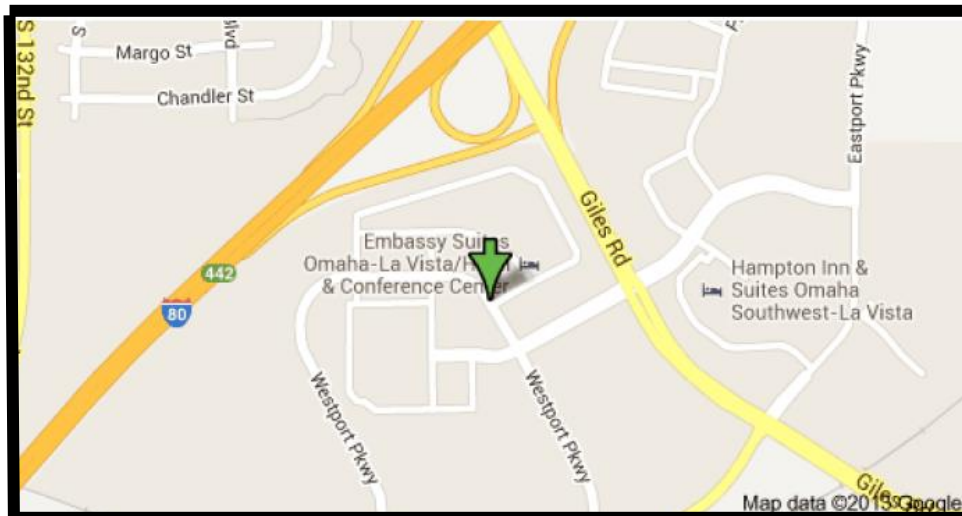 S 132nd St
S
Blvd
Margo St
Chandler St
Eastport Pkwy
Giles Rd
Embassy Suites
Omaha-La Vista/
& Conference Center
442
80
Hampton Inn &
Suites Omaha
Southwest-La Vista
Westport Pkwy
Westport Pkwy
Giles
Map data ©2013 Google